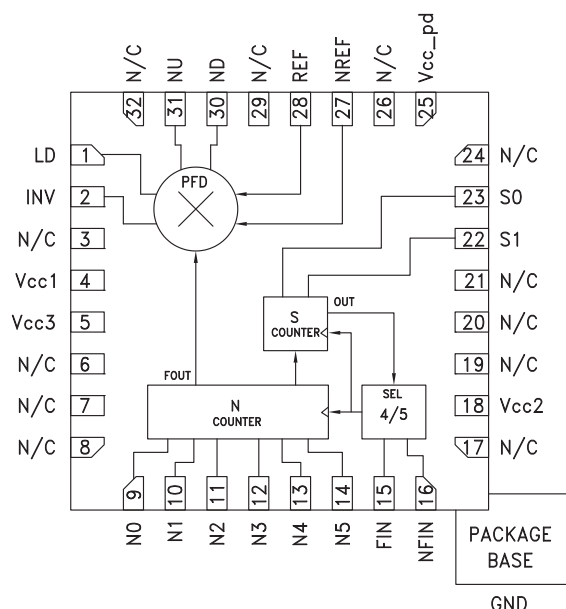 N/C
NU
ND
N/C
REF
NREF
N/C
Vcc_pd
32
31
30
29
28
27
26
25
LD
1
PFD
24
N/C
INV
2
23
S0
N/C
3
22
S1
Vcc1
4
21
N/C
OUT
S
COUNTER
Vcc3
5
20
N/C
N/C
6
19
N/C
FOUT
SEL
4/5
N
COUNTER
N/C
7
18
Vcc2
N/C
8
17
N/C
9
10
11
12
13
14
15
16
N0
N1
N2
N3
N4
N5
FIN
NFIN
PACKAGE
BASE
GND